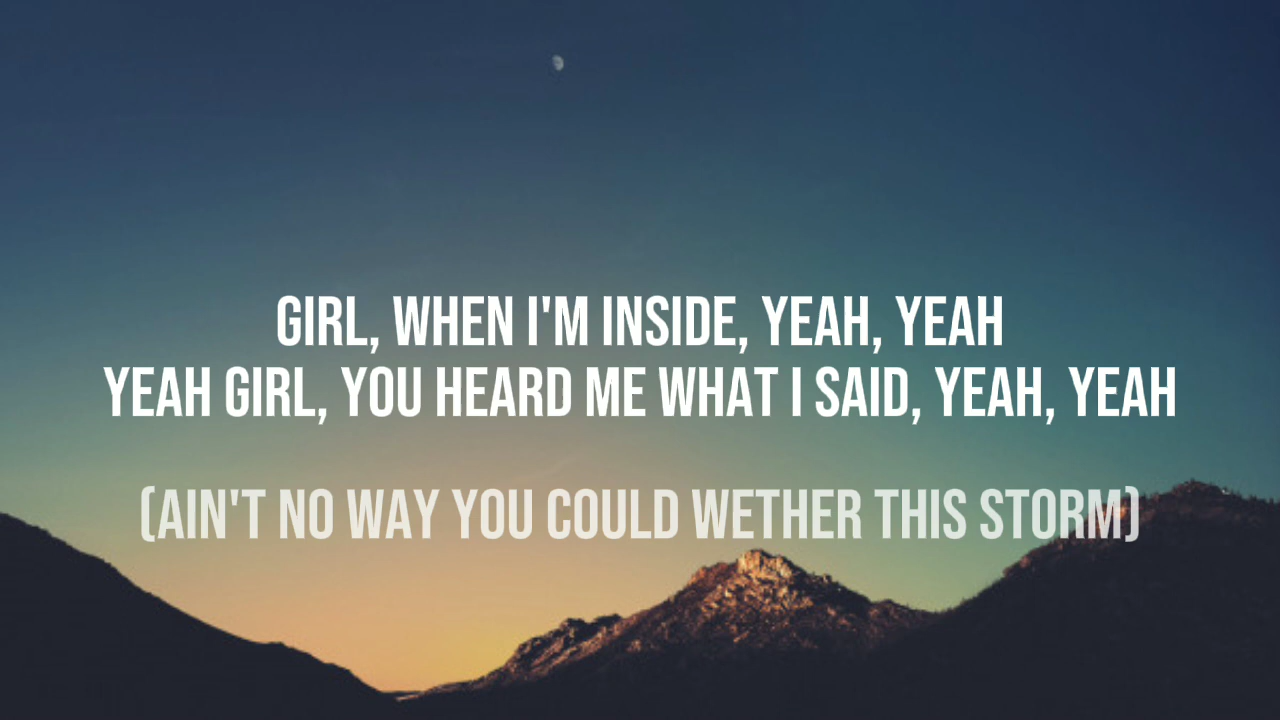 GIRL, WHEN I'M INSIDE, YEAH, YEAH
YEAH GIRL, YOU HEARD ME WHAT I SAID, YEAH, YEAH
(AIN'T NO WAY YOU COULD WETHER THIS STORM)